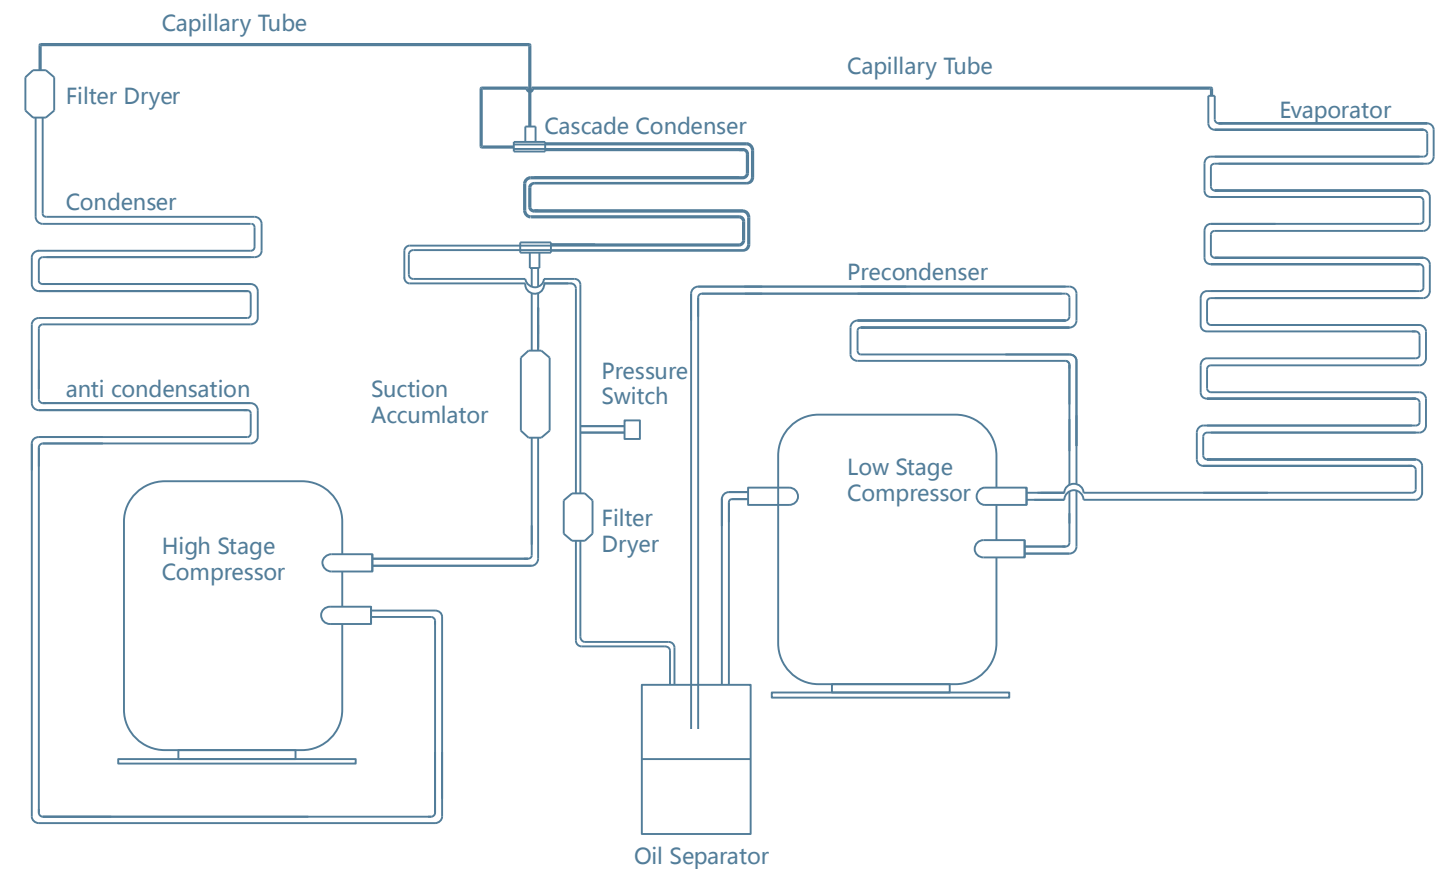 Capillary Tube
Capillary Tube
Filter Dryer
Evaporator
Cascade Condenser
Condenser
Precondenser
anti condensation
Suction
Accumlator
Pressure
Switch
Low Stage
Compressor
Filter
Dryer
High Stage
Compressor
Oil Separator